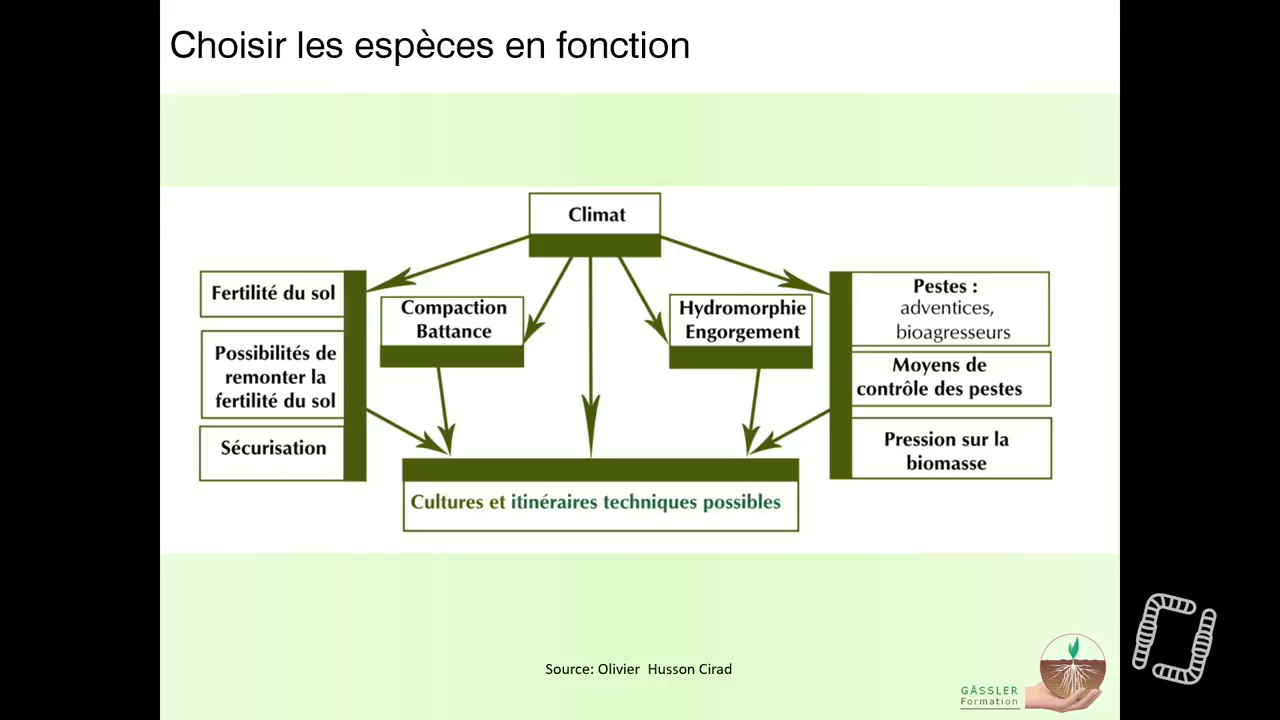 Choisir les espèces en fonction
Climat
Fertilité du sol
Possibilités de
remonter la
fertilité du sol
Sécurisation
Compaction
Battance
Hydromorphie
Engorgement
Pestes :
adventices,
bioagresseurs
Moyens de
contrôle des pestes
Pression sur la
biomasse
Cultures et itinéraires techniques possibles
Source: Olivier Husson Cirad
GÄSSLER
Formation